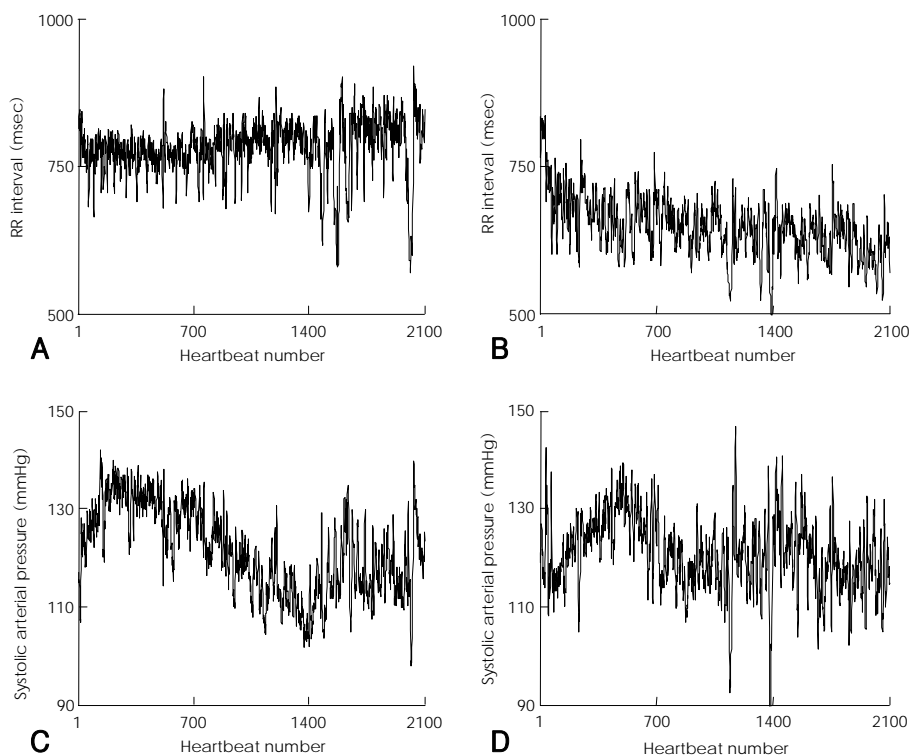 1000
750
500
RR interval (msec)
1
700
1400
2100
Heartbeat number
A
1000
750
500
RR interval (msec)
1
700
1400
2100
Heartbeat number
B
150
130
110
90
Systolic arterial pressure (mmHg)
1
700
1400
2100
Heartbeat number
C
150
130
110
90
Systolic arterial pressure (mmHg)
1
700
1400
2100
Heartbeat number
D